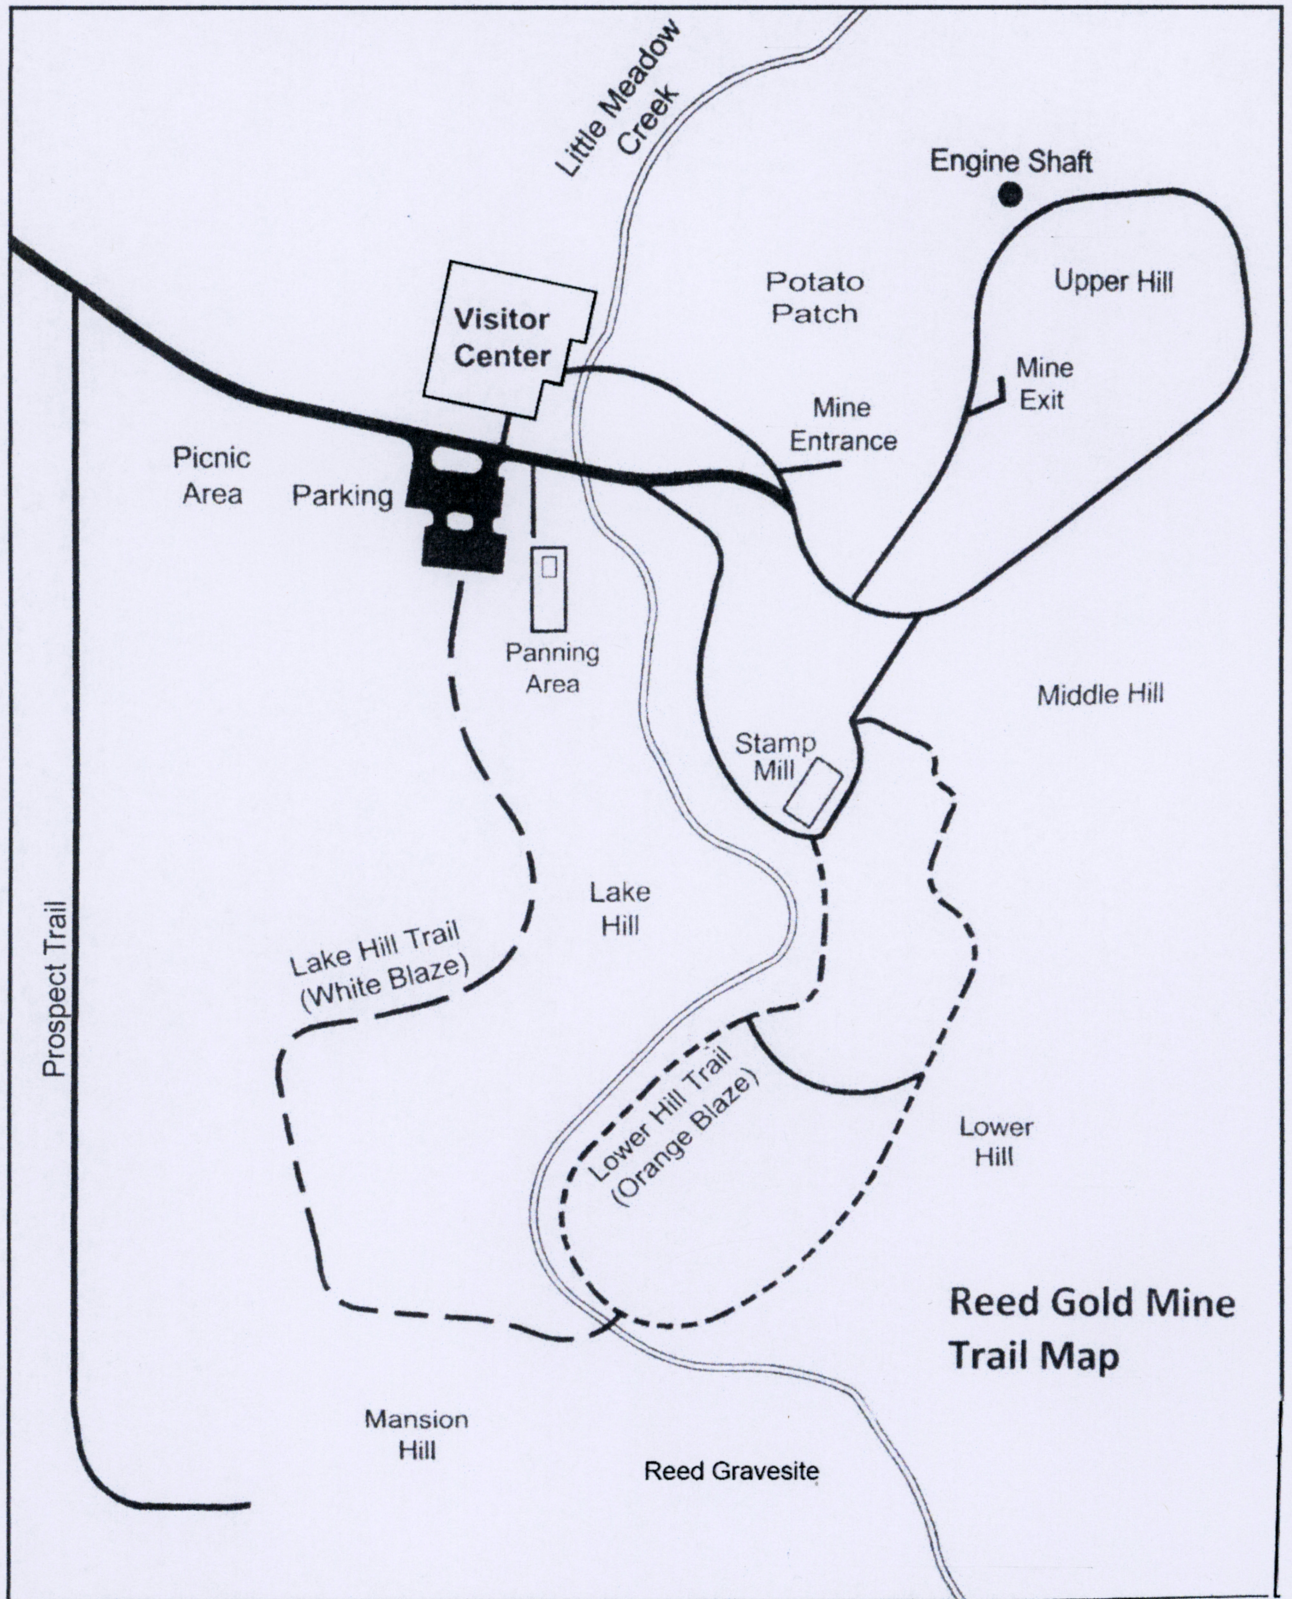 Little Meadow
Creek
Engine Shaft
Potato
Patch
Upper Hill
Visitor
Center
Mine
Exit
Mine
Entrance
Picnic
Area
Parking
Panning
Area
Middle Hill
Stamp
Mill
Lake
Hill
Lake Hill Trail
(White Blaze)
Prospect Trail
Lower Hill Trail
(Orange Blaze)
Lower
Hill
Reed Gold Mine
Trail Map
Mansion
Hill
Reed Gravesite